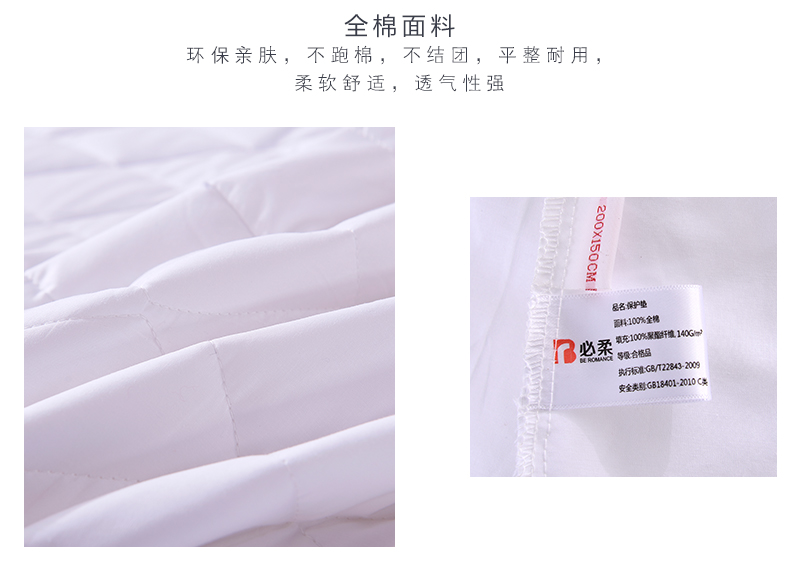 全棉面料
环保亲肤，不跑棉，不结团，平整耐用，
柔软舒适，透气性强
200X150CM
品名:保护垫
面料:100%全棉
填充:100%聚酯纤维, 140G/m²
等级:合格品
执行标准:GB/T22843-2009
安全类别:GB18401-2010 C类
必柔
BE ROMANCE